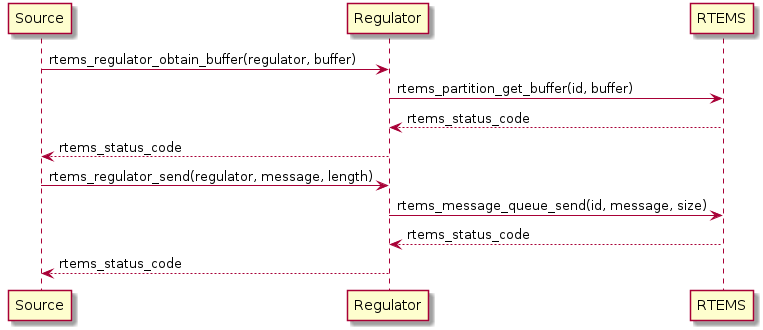 Source
Regulator
RTEMS
rtems_regulator_obtain_buffer(regulator, buffer)
rtems_partition_get_buffer(id, buffer)
rtems_status_code
rtems_status_code
rtems_regulator_send(regulator, message, length)
rtems_message_queue_send(id, message, size)
rtems_status_code
rtems_status_code
Source
Regulator
RTEMS